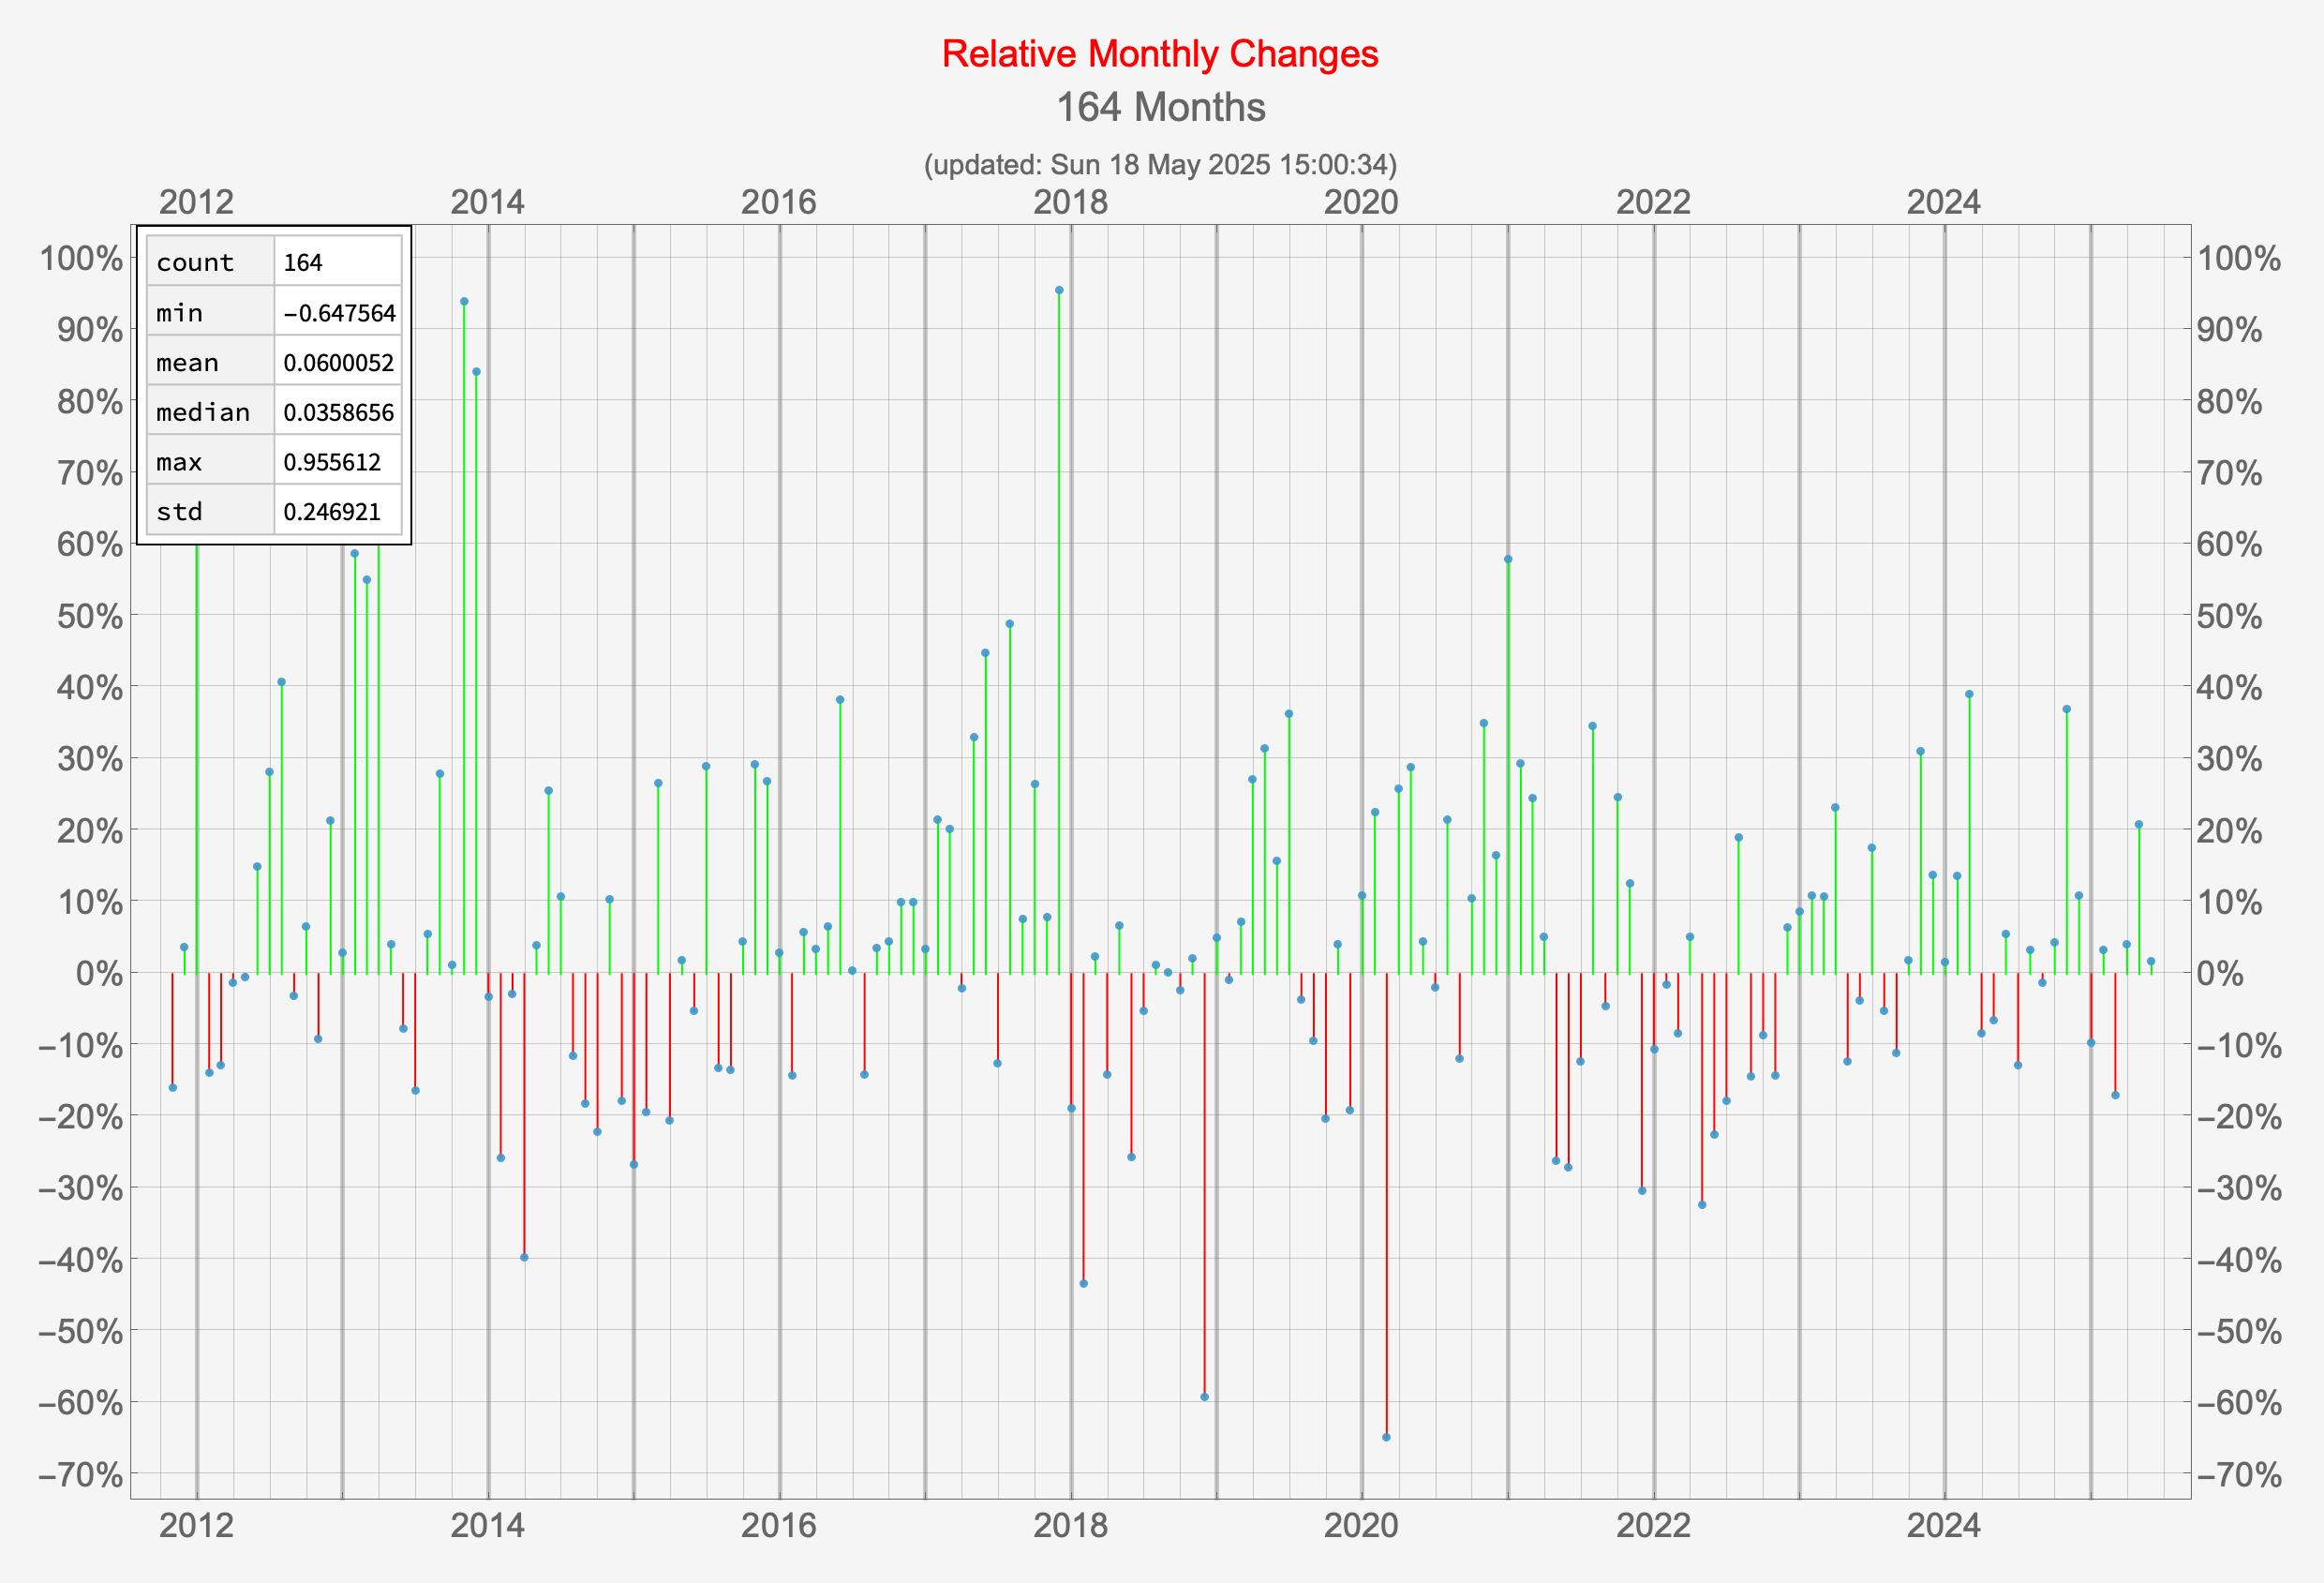 Relative Monthly Changes
164 Months
(updated: Sun 18 May 2025 15:00:34)
2012 2014 2016 2018 2020 2022 2024
count 164
min −0.647564
mean 0.0600052
median 0.0358656
max 0.955612
std 0.246921
100% 100%
90% 90%
80% 80%
70% 70%
60% 60%
50% 50%
40% 40%
30% 30%
20% 20%
10% 10%
0% 0%
−10% −10%
−20% −20%
−30% −30%
−40% −40%
−50% −50%
−60% −60%
−70% −70%
2012 2014 2016 2018 2020 2022 2024